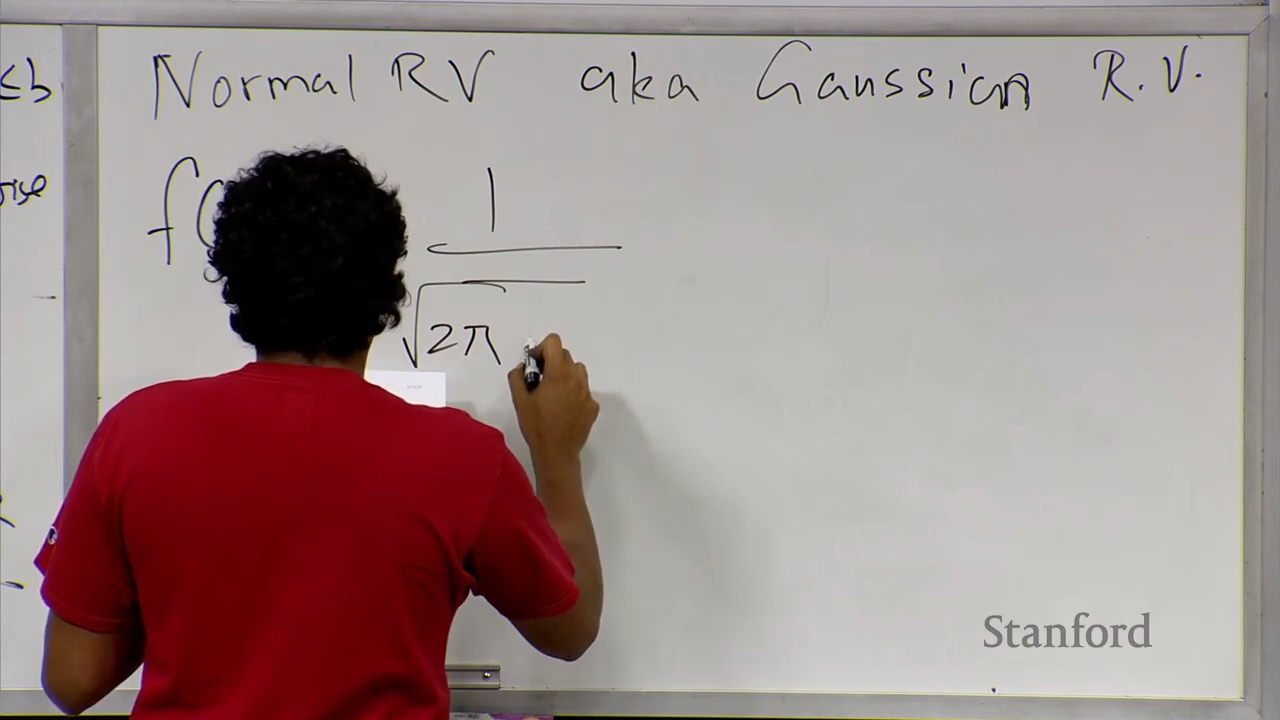 Normal RV aka Gaussian R.V.
≤b
f(
1
√2π
Stanford